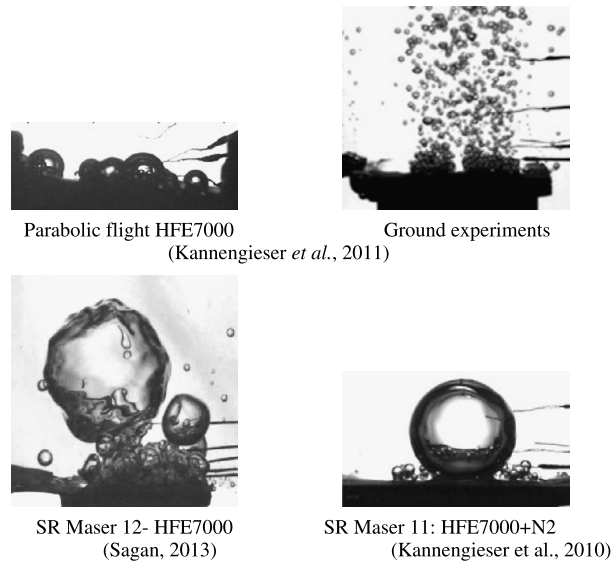 Parabolic flight HFE7000
Ground experiments
(Kannengieser et al., 2011)
SR Maser 12- HFE7000
(Sagan, 2013)
SR Maser 11: HFE7000+N2
(Kannengieser et al., 2010)